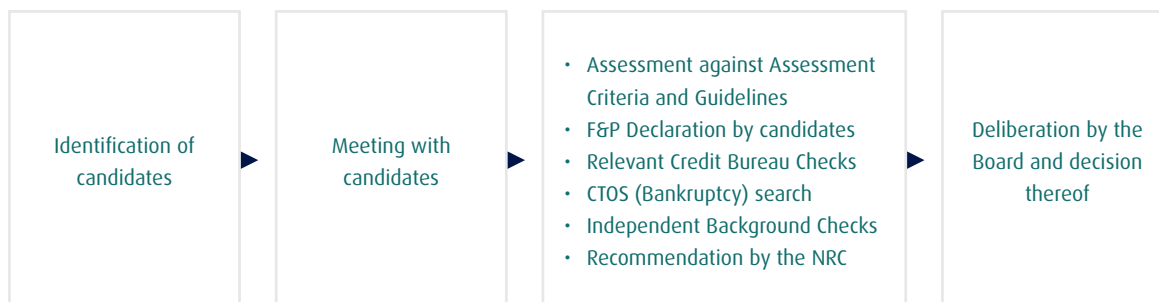 Identification of
candidates
Meeting with
candidates
• Assessment against Assessment
Criteria and Guidelines
• F&P Declaration by candidates
• Relevant Credit Bureau Checks
• CTOS (Bankruptcy) search
• Independent Background Checks
• Recommendation by the NRC
Deliberation by the
Board and decision
thereof